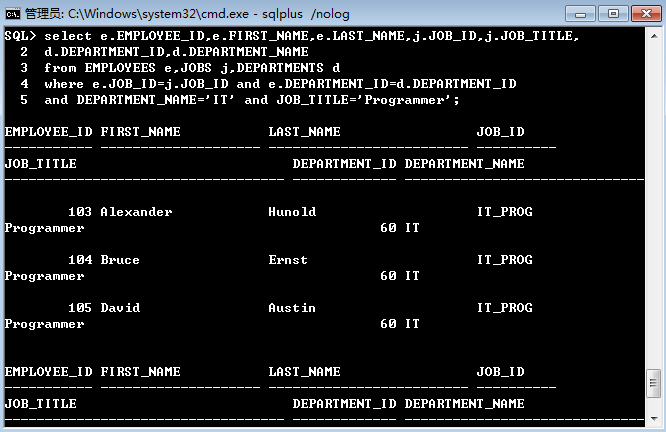 管理员: C:\Windows\system32\cmd.exe - sqlplus /nolog
SQL> select e.EMPLOYEE_ID,e.FIRST_NAME,e.LAST_NAME,j.JOB_ID,j.JOB_TITLE,
2 d.DEPARTMENT_ID,d.DEPARTMENT_NAME
3 from EMPLOYEES e,JOBS j,DEPARTMENTS d
4 where e.JOB_ID=j.JOB_ID and e.DEPARTMENT_ID=d.DEPARTMENT_ID
5 and DEPARTMENT_NAME='IT' and JOB_TITLE='Programmer';
EMPLOYEE_ID FIRST_NAME LAST_NAME JOB_ID
----------- -------------------- ------------------------- ----------
JOB_TITLE DEPARTMENT_ID DEPARTMENT_NAME
----------------------------------- ------------- ------------------------------
103 Alexander Hunold IT_PROG
Programmer 60 IT
104 Bruce Ernst IT_PROG
Programmer 60 IT
105 David Austin IT_PROG
Programmer 60 IT
EMPLOYEE_ID FIRST_NAME LAST_NAME JOB_ID
----------- -------------------- ------------------------- ----------
JOB_TITLE DEPARTMENT_ID DEPARTMENT_NAME
----------------------------------- ------------- ------------------------------